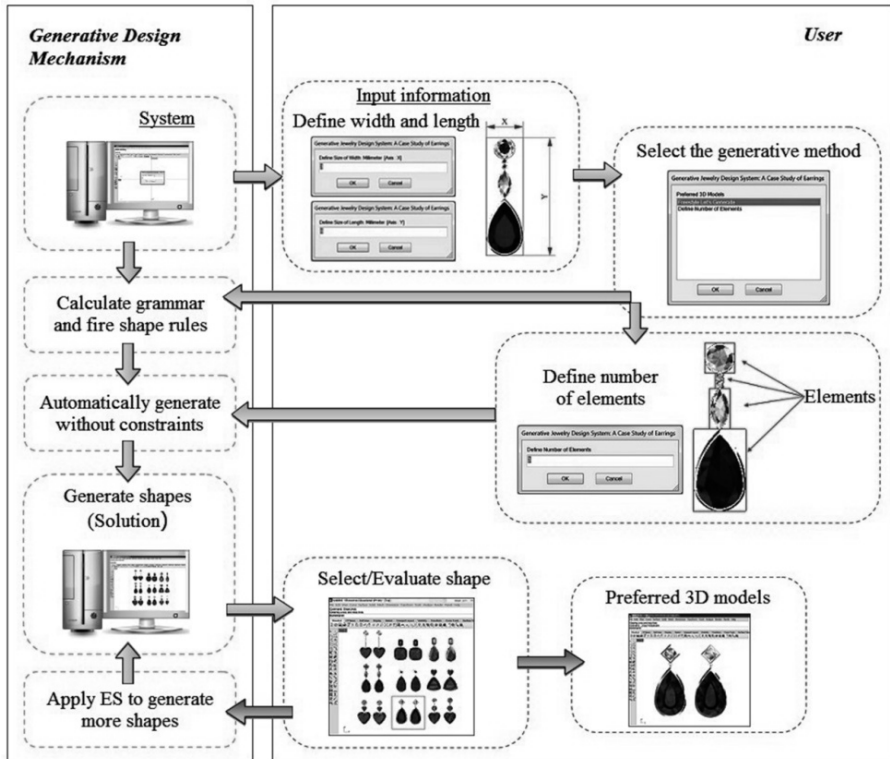 Generative Design
Mechanism
User
System
Input information
Define width and length
X
Y
Generative Jewelry Design System: A Case Study of Earrings
Define Size of Width: Millimeter [Axis : X]
OK Cancel
Generative Jewelry Design System: A Case Study of Earrings
Define Size of Length: Millimeter [Axis : Y]
OK Cancel
Select the generative method
Generative Jewelry Design System: A Case Study of Earrings
Preferred 3D Models
Define Number of Elements
OK Cancel
Calculate grammar
and fire shape rules
Define number
of elements
Elements
Generative Jewelry Design System: A Case Study of Earrings
Define Number of Elements
OK Cancel
Automatically generate
without constraints
Generate shapes
(Solution)
Select/Evaluate shape
Preferred 3D models
Apply ES to generate
more shapes